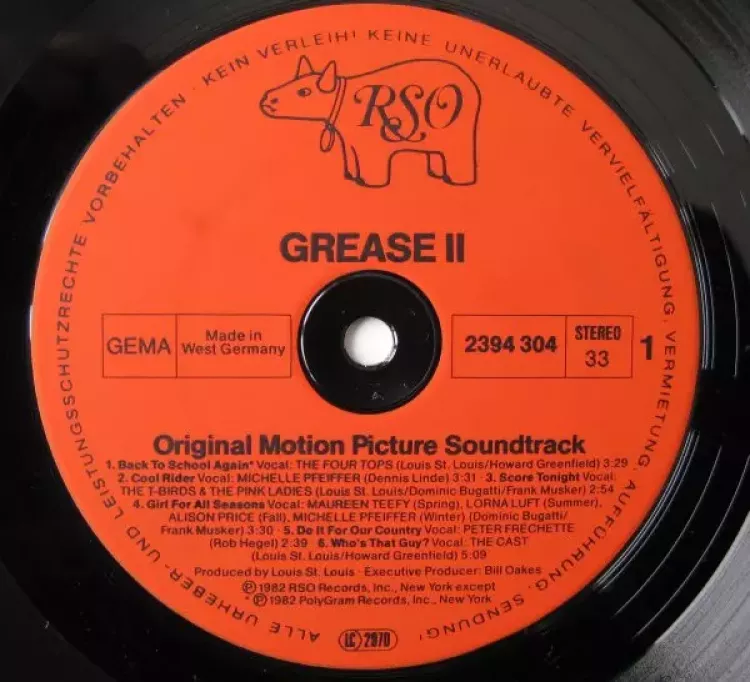 ALLE URHEBER- UND LEISTUNGSSCHUTZRECHTE VORBEHALTEN · KEIN VERLEIH! KEINE UNERLAUBTE VERVIELFÄLTIGUNG, VERMIETUNG, AUFFÜHRUNG, SENDUNG!
RSO
GREASE II
GEMA
Made in
West Germany
2394 304
STEREO
33
1
Original Motion Picture Soundtrack
1. Back To School Again* Vocal: THE FOUR TOPS (Louis St. Louis/Howard Greenfield) 3:29
2. Cool Rider Vocal: MICHELLE PFEIFFER (Dennis Linde) 3:31 · 3. Score Tonight Vocal:
THE T-BIRDS & THE PINK LADIES (Louis St. Louis/Dominic Bugatti/Frank Musker) 2:54
4. Girl For All Seasons Vocal: MAUREEN TEEFY (Spring), LORNA LUFT (Summer),
ALISON PRICE (Fall), MICHELLE PFEIFFER (Winter) (Dominic Bugatti/
Frank Musker) 3:30 · 5. Do It For Our Country Vocal: PETER FRECHETTE
(Rob Hegel) 2:39 · 6. Who's That Guy? Vocal: THE CAST
(Louis St. Louis/Howard Greenfield) 5:09
Produced by Louis St. Louis · Executive Producer: Bill Oakes
℗ 1982 RSO Records, Inc., New York except
* ℗ 1982 PolyGram Records, Inc., New York
LC 2970